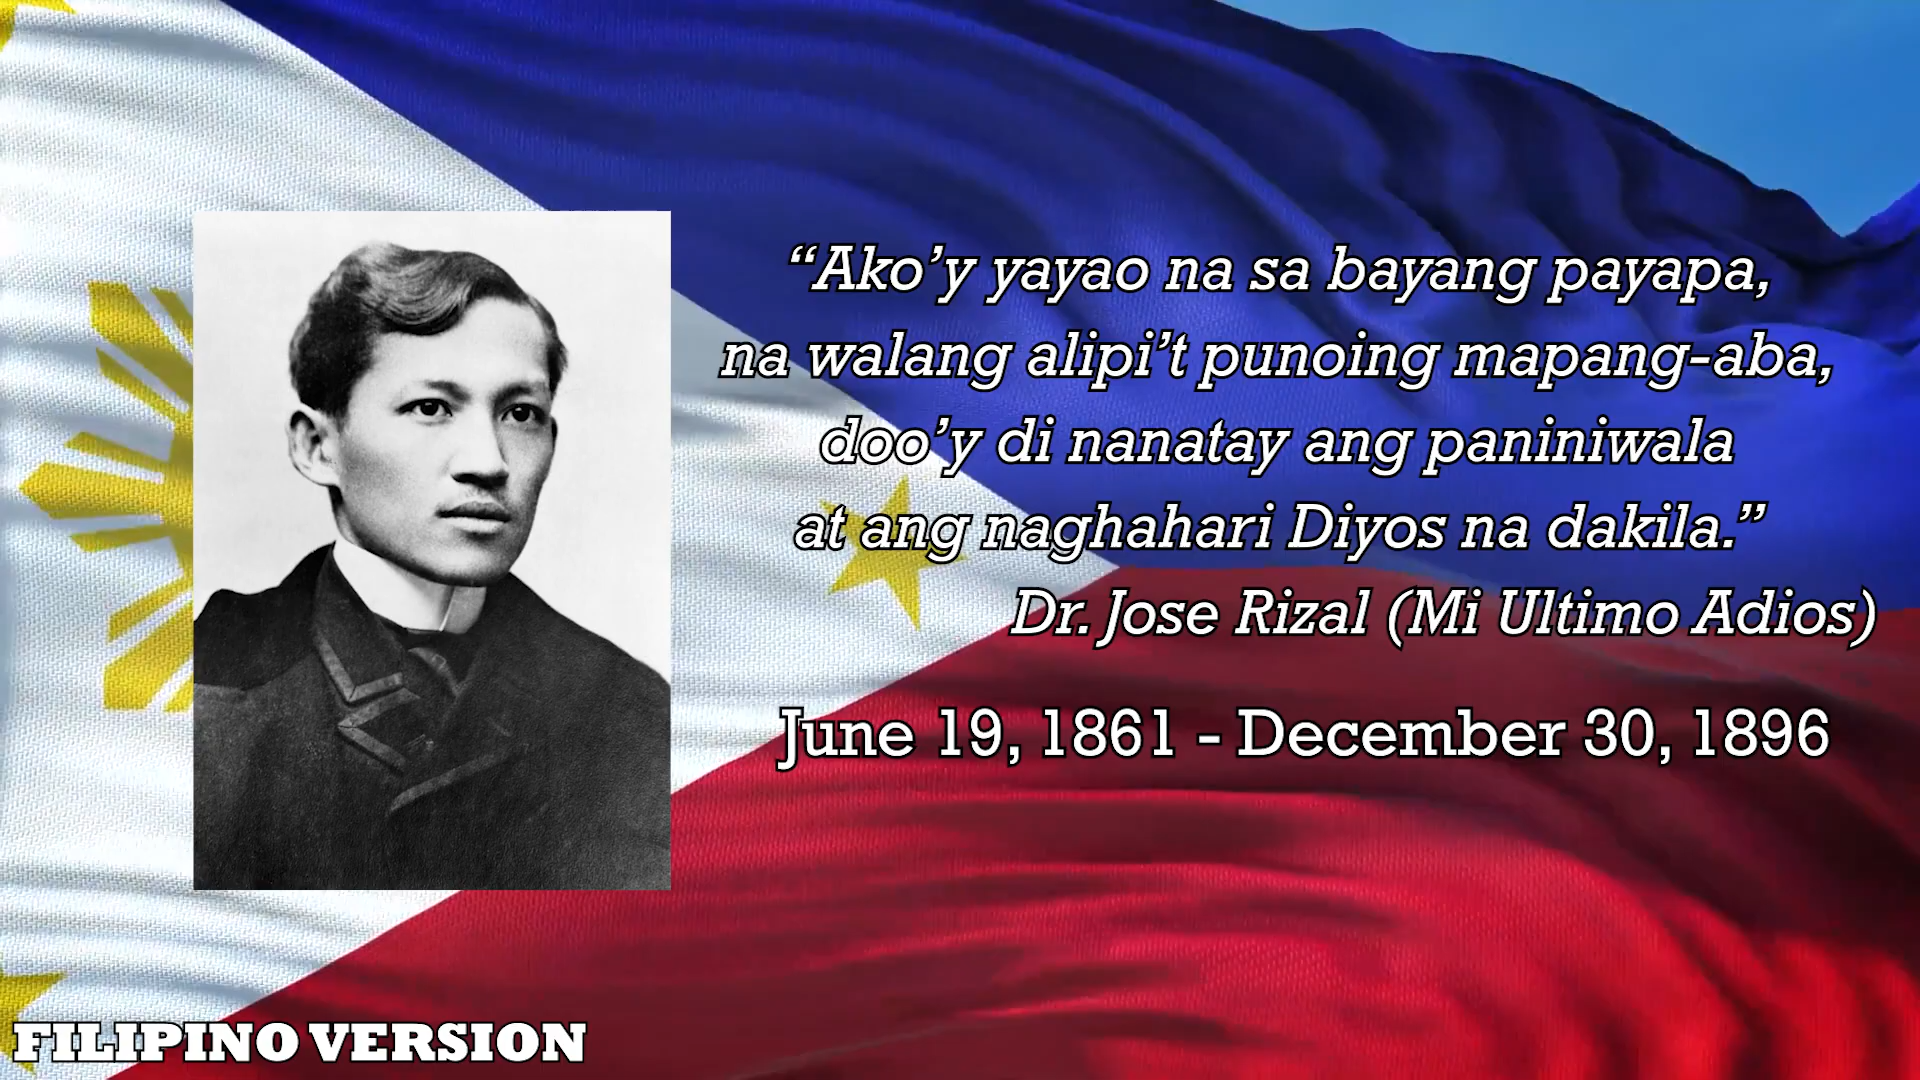 “Ako’y yayao na sa bayang payapa,
na walang alipi’t punoing mapang-aba,
doo’y di nanatay ang paniniwala
at ang naghahari Diyos na dakila.”
Dr. Jose Rizal (Mi Ultimo Adios)
June 19, 1861 - December 30, 1896
FILIPINO VERSION